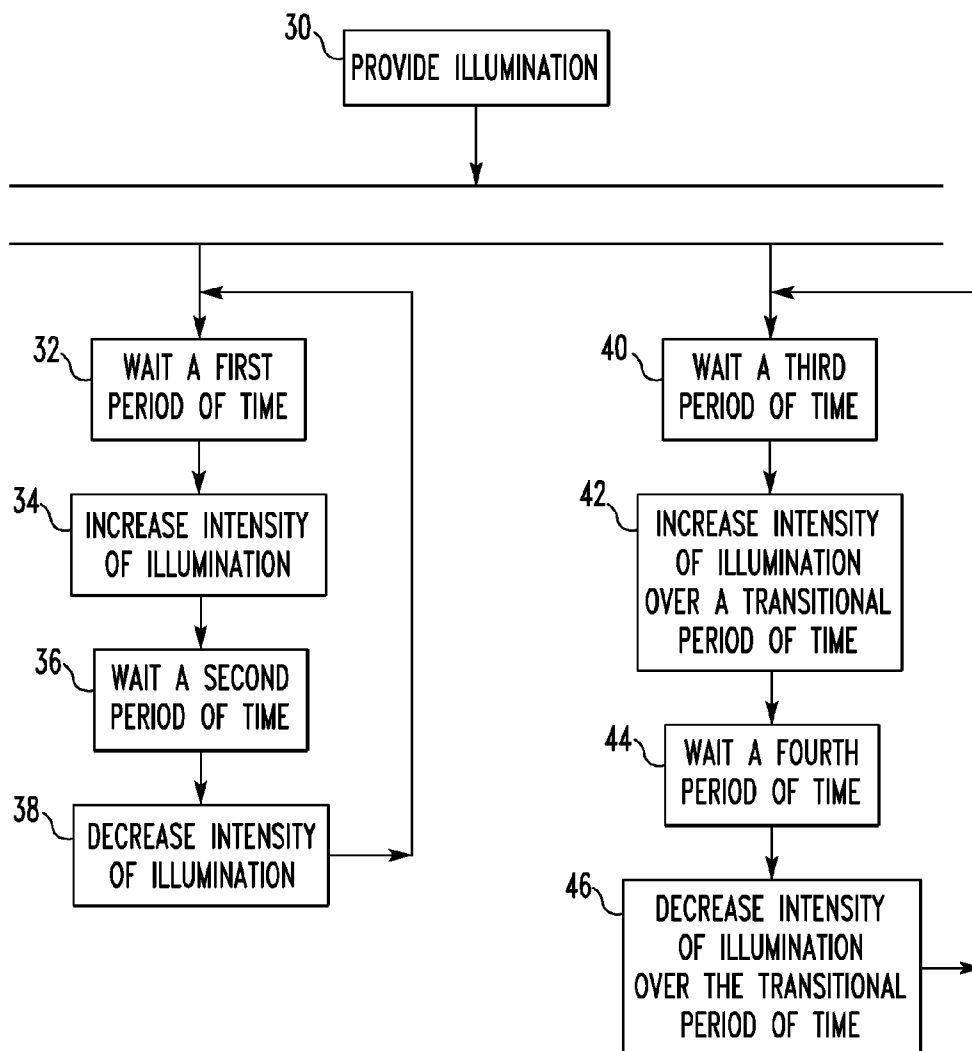 30
PROVIDE ILLUMINATION
32
WAIT A FIRST
PERIOD OF TIME
34
INCREASE INTENSITY
OF ILLUMINATION
36
WAIT A SECOND
PERIOD OF TIME
38
DECREASE INTENSITY
OF ILLUMINATION
40
WAIT A THIRD
PERIOD OF TIME
42
INCREASE INTENSITY
OF ILLUMINATION
OVER A TRANSITIONAL
PERIOD OF TIME
44
WAIT A FOURTH
PERIOD OF TIME
46
DECREASE INTENSITY
OF ILLUMINATION
OVER THE TRANSITIONAL
PERIOD OF TIME